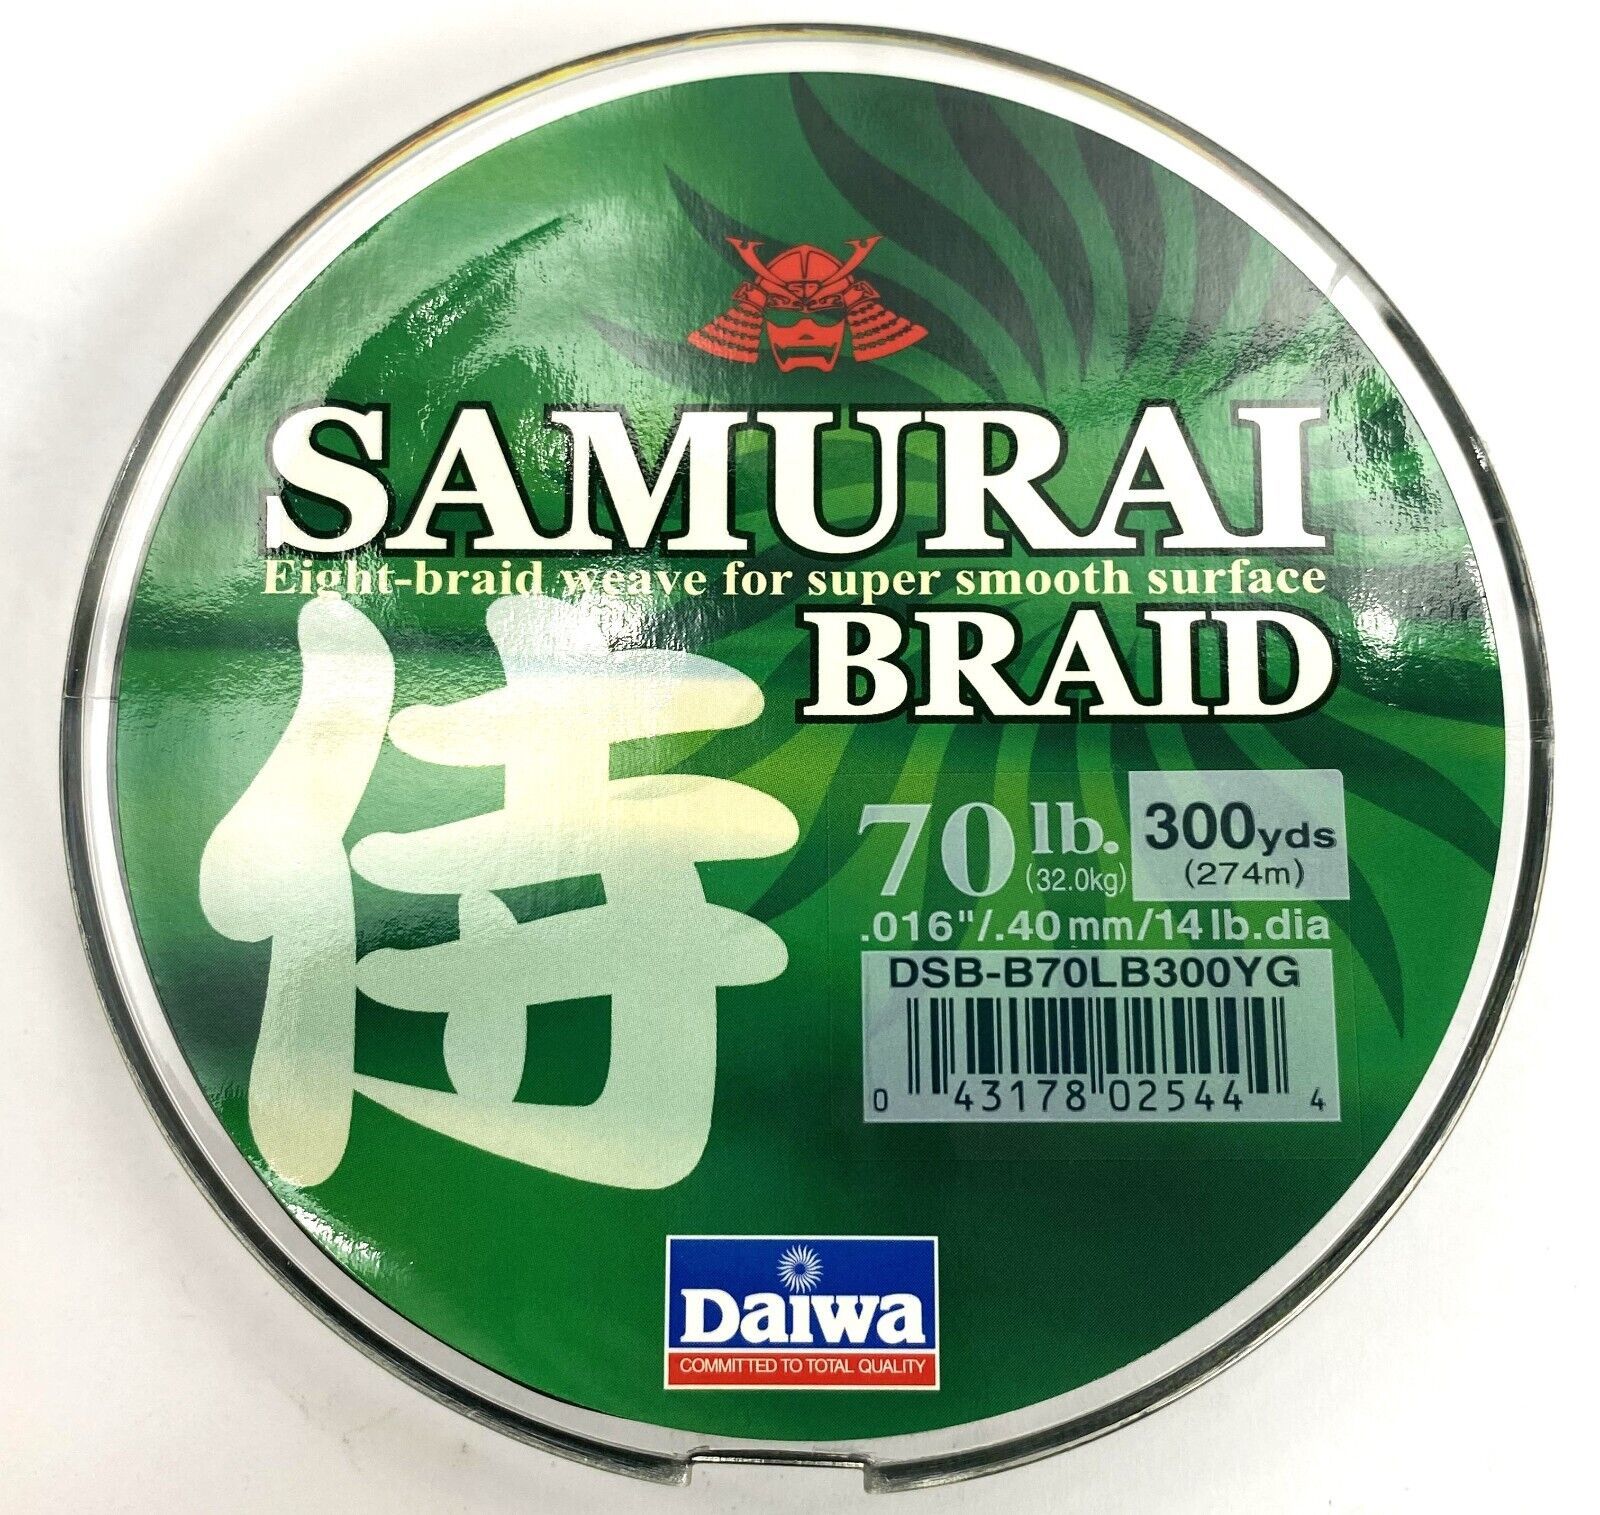 SAMURAI
Eight-braid weave for super smooth surface
BRAID
侍
70 lb. (32.0kg)
300yds
(274m)
.016"/.40mm/14lb.dia
DSB-B70LB300YG
0 43178 02544 4
Daiwa
COMMITTED TO TOTAL QUALITY